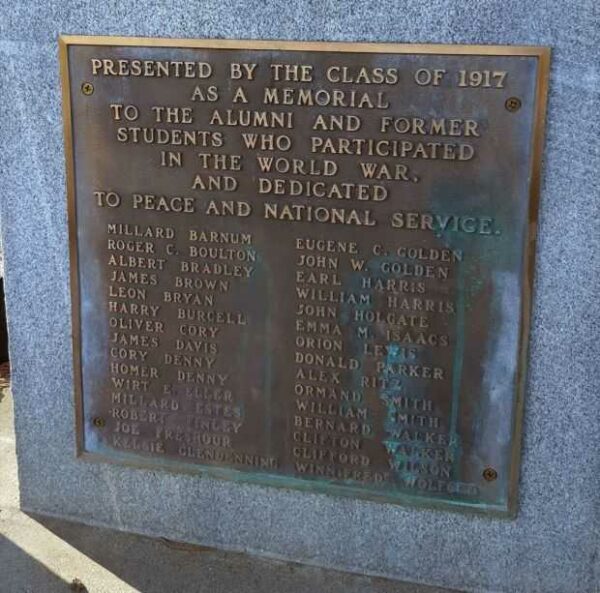 PRESENTED BY THE CLASS OF 1917
AS A MEMORIAL
TO THE ALUMNI AND FORMER
STUDENTS WHO PARTICIPATED
IN THE WORLD WAR,
AND DEDICATED
TO PEACE AND NATIONAL SERVICE.
MILLARD BARNUM
ROGER C. BOULTON
ALBERT BRADLEY
JAMES BROWN
LEON BRYAN
HARRY BURCELL
OLIVER CORY
JAMES DAVIS
CORY DENNY
HOMER DENNY
WIRT E. ELLER
MILLARD ESTES
ROBERT FINLEY
JOE FRESHOUR
KELSIE CLENDENNING
EUGENE C. GOLDEN
JOHN W. GOLDEN
EARL HARRIS
WILLIAM HARRIS
JOHN HOLGATE
EMMA M. ISAACS
ORION LEWIS
DONALD PARKER
ALEX RITZ
ORMAND SMITH
WILLIAM SMITH
BERNARD WALKER
CLIFTON WALKER
CLIFFORD WILSON
WINNIFRED WOLFORD